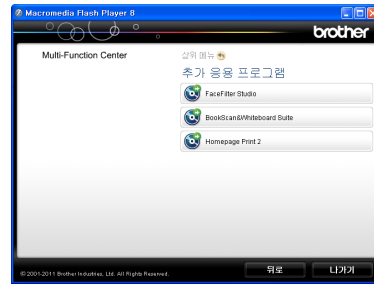 Macromedia Flash Player 8
brother
Multi-Function Center
상위 메뉴
추가 응용 프로그램
FaceFilter Studio
BookScan&Whiteboard Suite
Homepage Print 2
© 2001-2011 Brother Industries, Ltd. All Rights Reserved.
뒤로
나가기